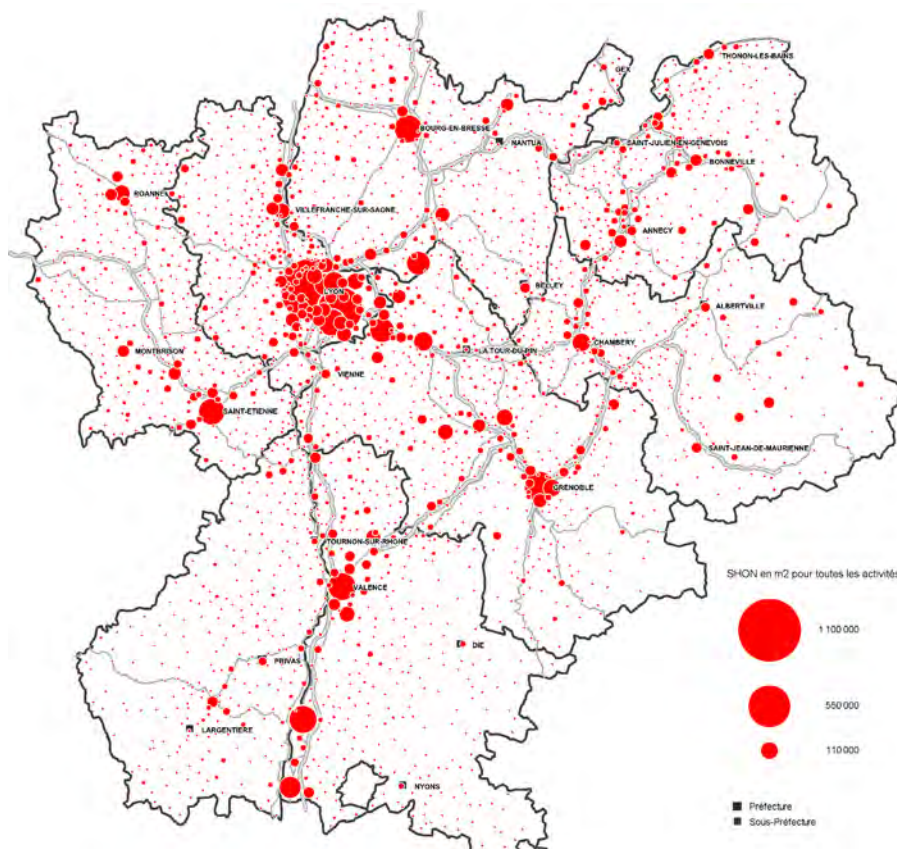 THONON-LES-BAINS
GEX
BOURG-EN-BRESSE
NANTUA
SAINT-JULIEN-EN-GENEVOIS
BONNEVILLE
ROANNE
VILLEFRANCHE-SUR-SAONE
ANNECY
LYON
BELLEY
ALBERTVILLE
MONTBRISON
LA TOUR-DU-PIN
CHAMBERY
VIENNE
SAINT-ETIENNE
SAINT-JEAN-DE-MAURIENNE
GRENOBLE
TOURNON-SUR-RHONE
SHON en m2 pour toutes les activités
VALENCE
1 100 000
DIE
PRIVAS
550 000
LARGENTIERE
110 000
NYONS
Préfecture
Sous-Préfecture